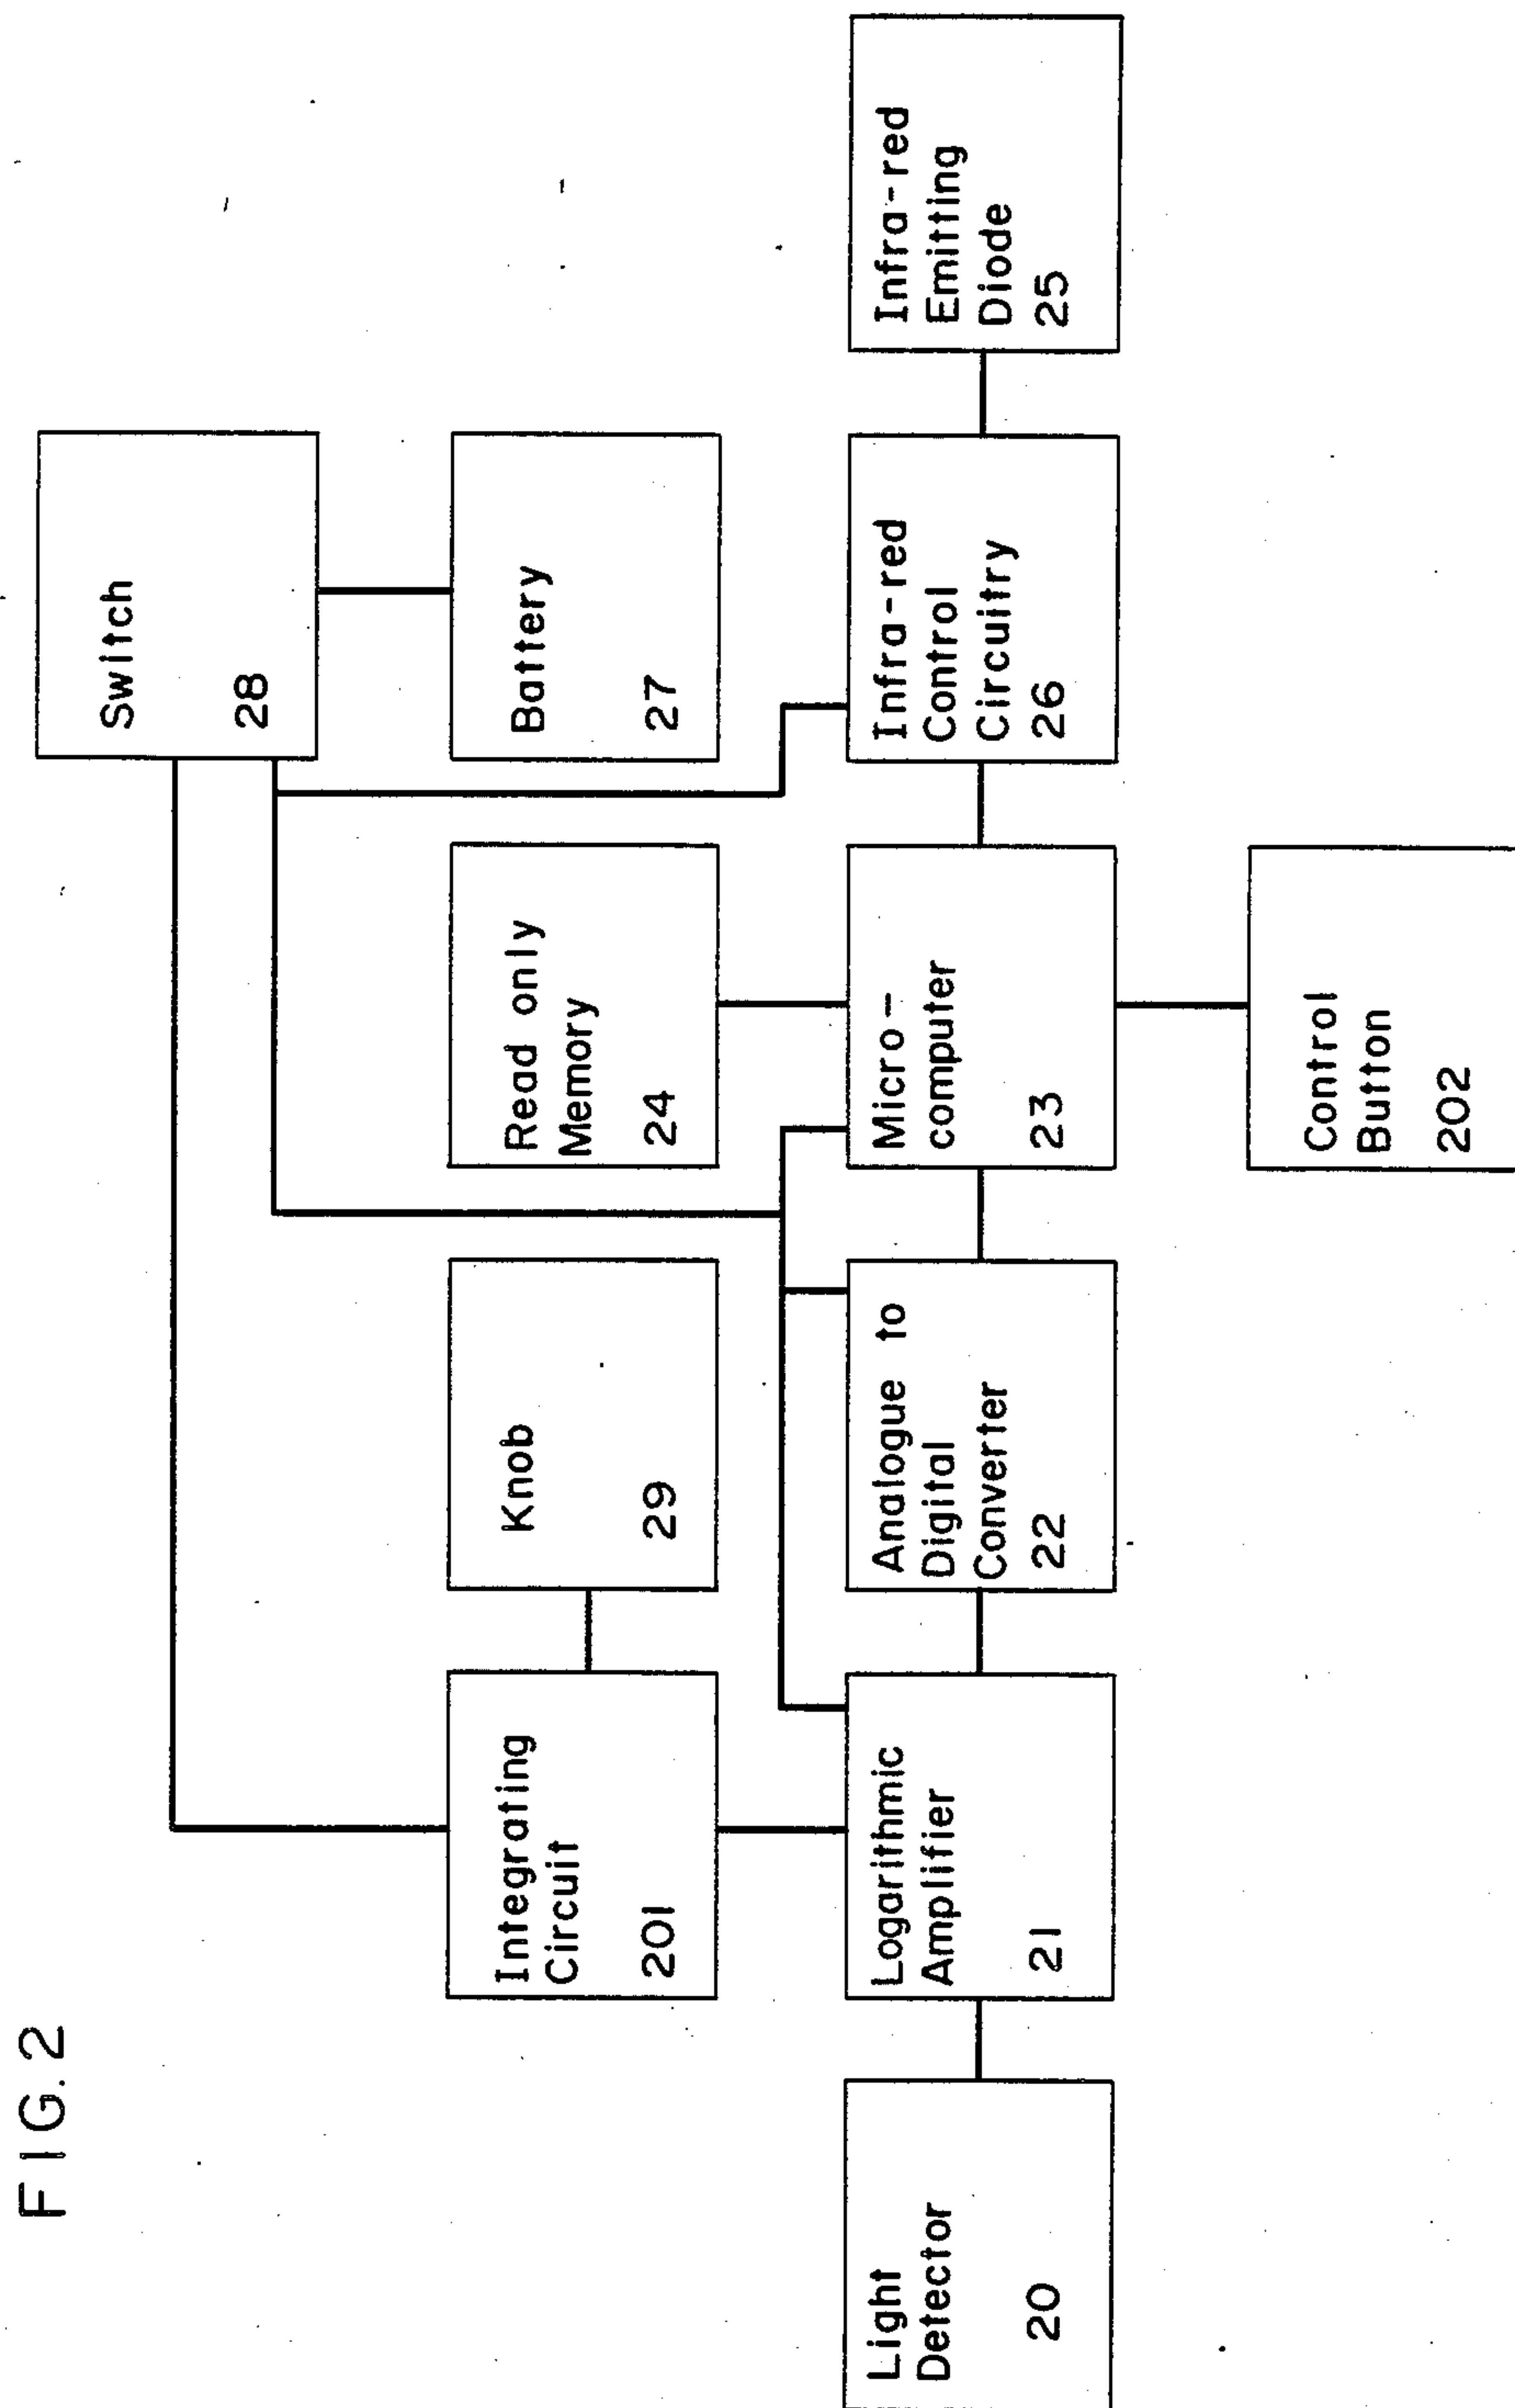 FIG. 2
Switch
28
Integrating
Circuit
201
Knob
29
Read only
Memory
24
Battery
27
Light
Detector
20
Logarithmic
Amplifier
21
Analogue to
Digital
Converter
22
Micro-
computer
23
Infra-red
Control
Circuitry
26
Infra-red
Emitting
Diode
25
Control
Button
202